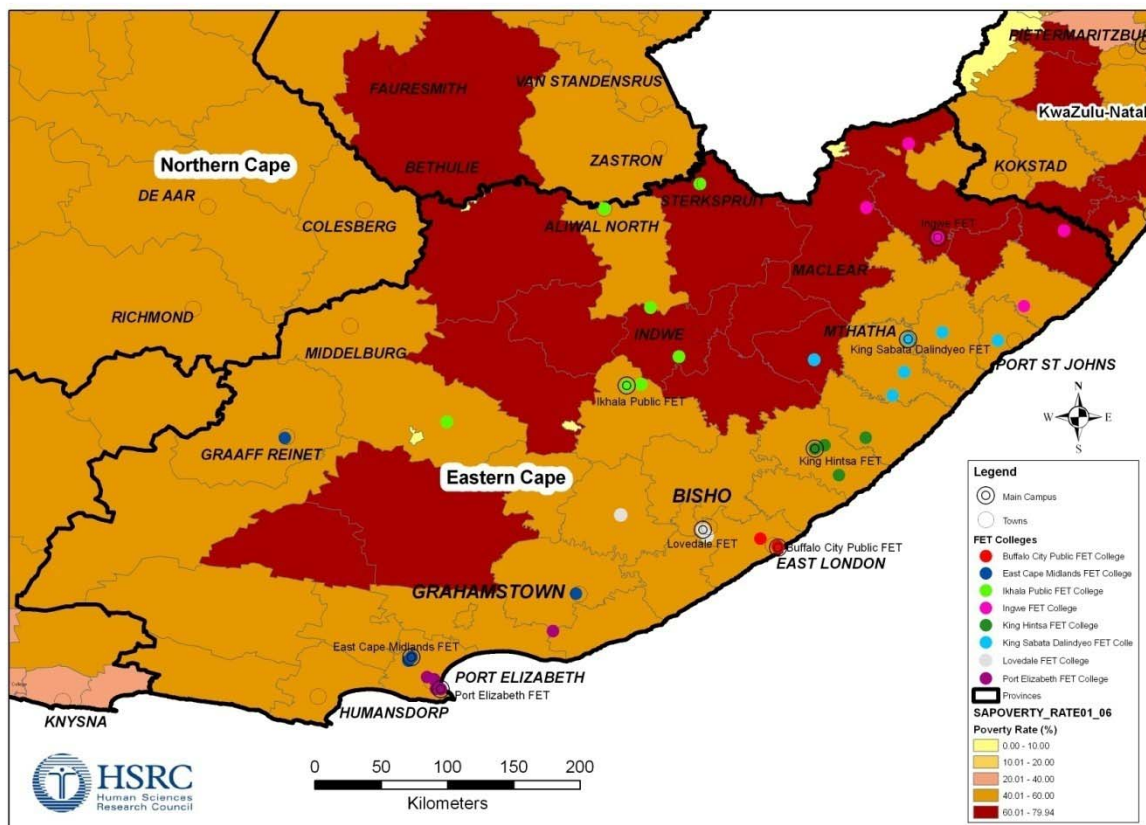 PIETERMARITZBUR
VAN STANDENSRUS
FAURESMITH
KwaZulu-Natal
Northern Cape
BETHULIE
ZASTRON
KOKSTAD
DE AAR
STERKSPRUIT
COLESBERG
ALIWAL NORTH
Ingwe FET
MACLEAR
RICHMOND
INDWE
MTHATHA
MIDDELBURG
King Sabata Dalindyeo FET
PORT ST JOHNS
Ikhala Public FET
GRAAFF REINET
King Hintsa FET
Eastern Cape
BISHO
Lovedale FET
Buffalo City Public FET
EAST LONDON
GRAHAMSTOWN
East Cape Midlands FET
PORT ELIZABETH
Port Elizabeth FET
HUMANSDORP
KNYSNA
N
W E
S
Legend
Main Campus
Towns
FET Colleges
Buffalo City Public FET College
East Cape Midlands FET College
Ikhala Public FET College
Ingwe FET College
King Hintsa FET College
King Sabata Dalindyeo FET Colle
Lovedale FET College
Port Elizabeth FET College
Provinces
SAPOVERTY_RATE01_06
Poverty Rate (%)
0.00 - 10.00
10.01 - 20.00
20.01 - 40.00
40.01 - 60.00
60.01 - 79.94
HSRC
Human Sciences
Research Council
0 50 100 150 200
Kilometers